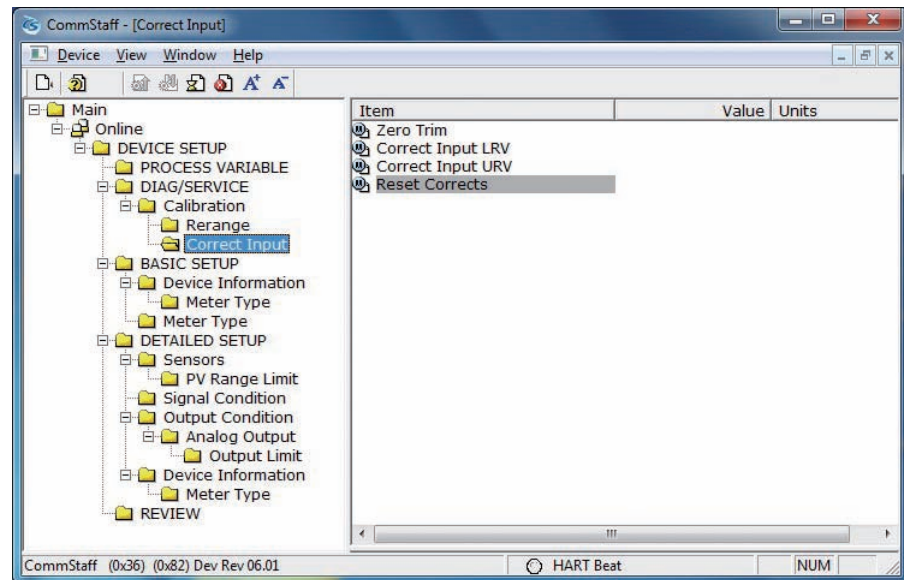 CommStaff - [Correct Input]
Device View Window Help
A+ A-
Main
Online
DEVICE SETUP
PROCESS VARIABLE
DIAG/SERVICE
Calibration
Rerange
Correct Input
BASIC SETUP
Device Information
Meter Type
Meter Type
DETAILED SETUP
Sensors
PV Range Limit
Signal Condition
Output Condition
Analog Output
Output Limit
Device Information
Meter Type
REVIEW
Item Value Units
Zero Trim
Correct Input LRV
Correct Input URV
Reset Corrects
CommStaff (0x36) (0x82) Dev Rev 06.01 HART Beat NUM